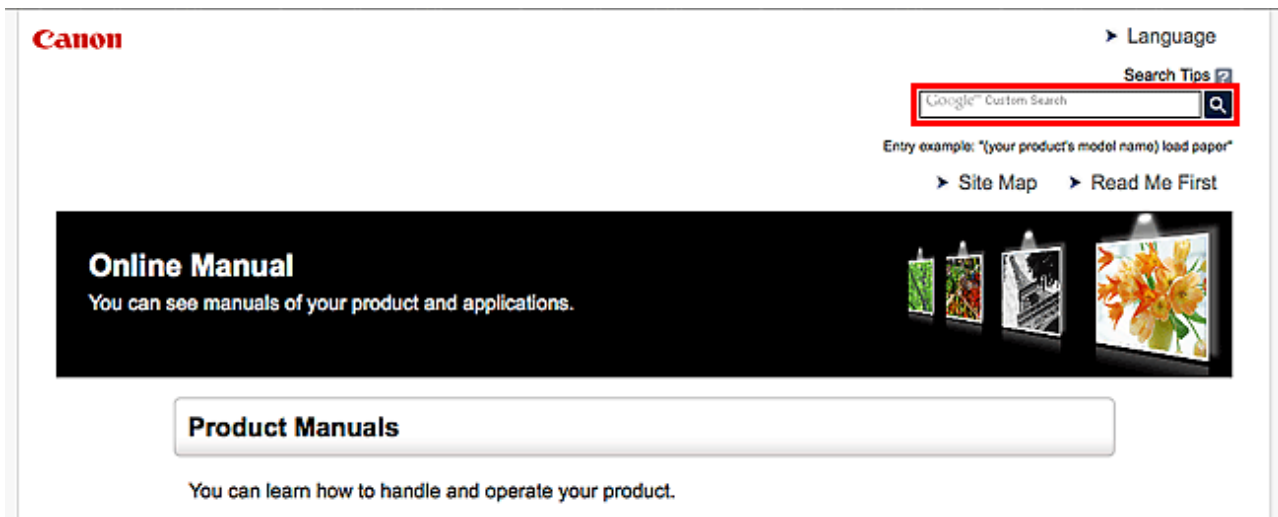 Canon
Language
Search Tips ?
Google™ Custom Search
Entry example: "(your product's model name) load paper"
Site Map Read Me First
Online Manual
You can see manuals of your product and applications.
Product Manuals
You can learn how to handle and operate your product.